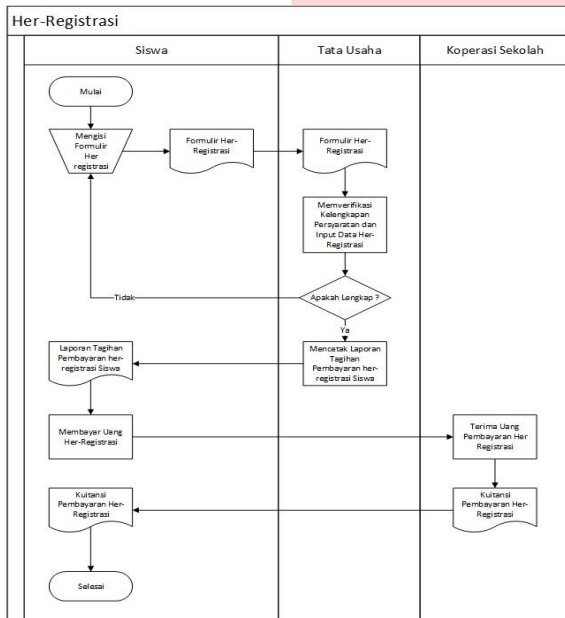 Her-Registrasi
Siswa
Tata Usaha
Koperasi Sekolah
Mulai
Mengisi
Formulir
Her
registrasi
Formulir Her-
Registrasi
Formulir Her-
Registrasi
Memverifikasi
Kelengkapan
Persyaratan dan
Input Data Her-
Registrasi
Tidak
Apakah Lengkap ?
Ya
Laporan Tagihan
Pembayaran her-
registrasi Siswa
Mencetak Laporan
Tagihan
Pembayaran her-
registrasi Siswa
Membayar Uang
Her-Registrasi
Terima Uang
Pembayaran Her
Registrasi
Kuitansi
Pembayaran Her-
Registrasi
Kuitansi
Pembayaran Her-
Registrasi
Selesai